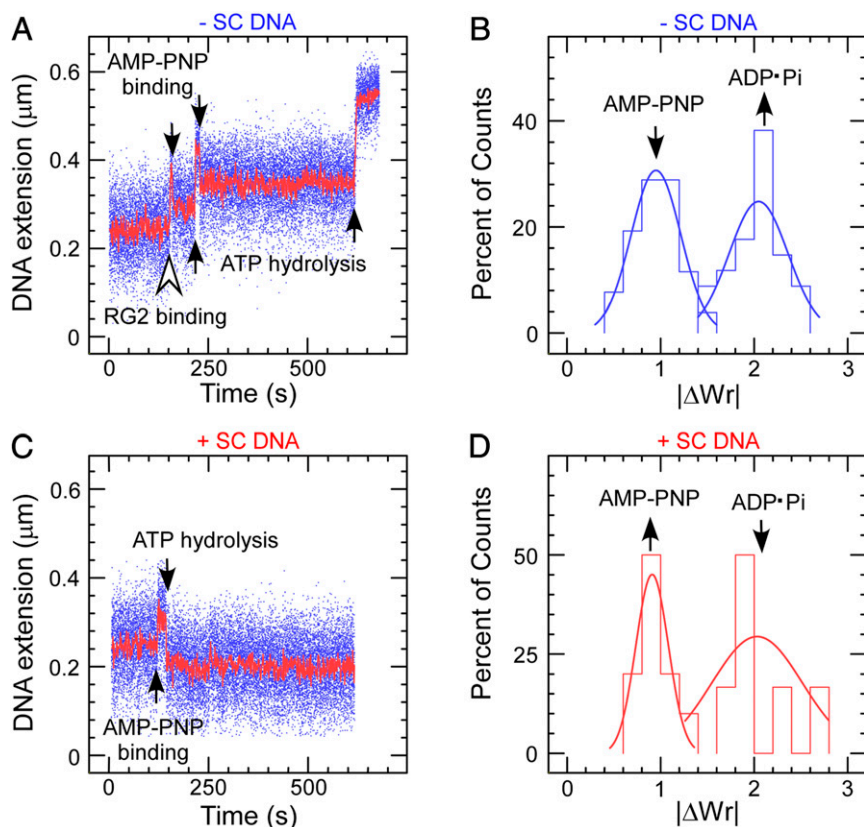 A
- SC DNA
AMP-PNP
binding
DNA extension (μm)
0.6
0.4
0.2
0
RG2 binding
ATP hydrolysis
0
250
500
Time (s)
B
- SC DNA
AMP-PNP
ADP·Pi
Percent of Counts
40
20
0
0
1
2
3
|ΔWr|
C
+ SC DNA
ATP hydrolysis
DNA extension (μm)
0.6
0.4
0.2
0
AMP-PNP
binding
0
250
500
Time (s)
D
+ SC DNA
AMP-PNP
ADP·Pi
Percent of Counts
50
25
0
0
1
2
3
|ΔWr|